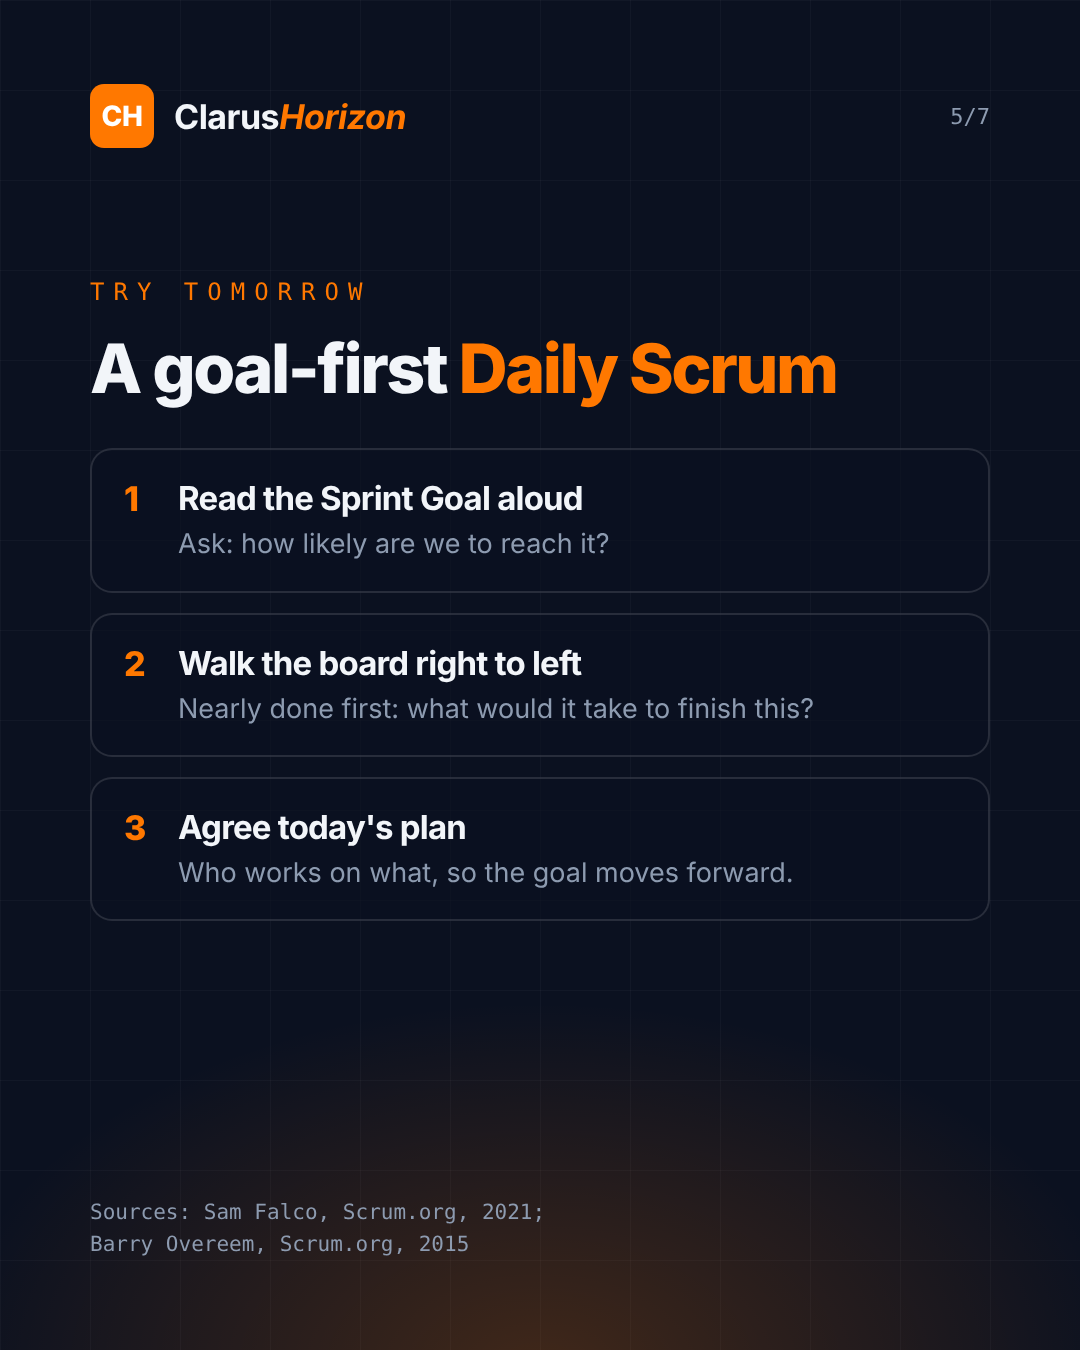 CH ClarusHorizon
5/7
TRY TOMORROW
A goal-first Daily Scrum
1 Read the Sprint Goal aloud
Ask: how likely are we to reach it?
2 Walk the board right to left
Nearly done first: what would it take to finish this?
3 Agree today's plan
Who works on what, so the goal moves forward.
Sources: Sam Falco, Scrum.org, 2021;
Barry Overeem, Scrum.org, 2015